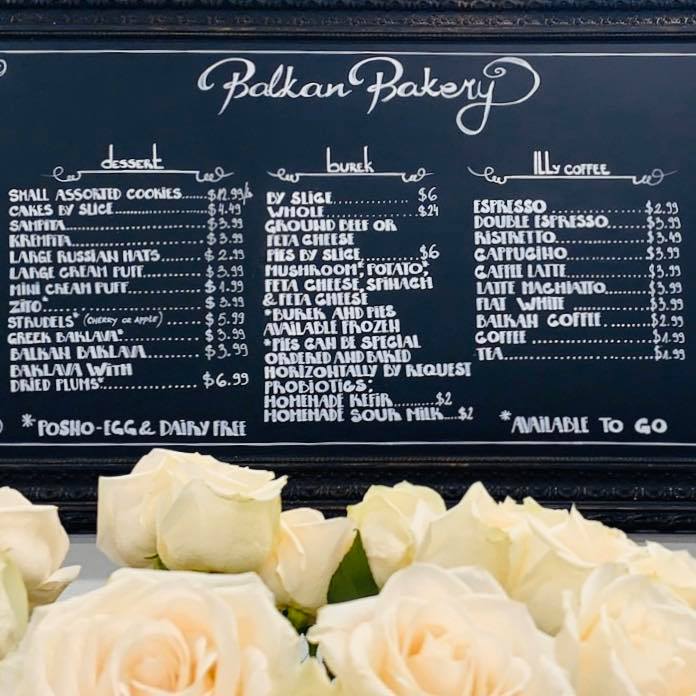 Balkan Bakery
dessert
SMALL ASSORTED COOKIES......$12.99/lb
CAKES BY SLICE..................$4.49
SAMPITA.........................$3.99
KREMPITA........................$3.99
LARGE RUSSIAN HATS........$2.99
LARGE CREAM PUFF...........$3.99
MINI CREAM PUFF..............$1.99
ZITO*...........................$3.99
STRUDELS* (CHERRY OR APPLE).......$5.99
GREEK BAKLAVA*..............$3.99
BALKAN BAKLAVA..............$3.99
BAKLAVA WITH
DRIED PLUMS*.................$6.99
*POSNO-EGG & DAIRY FREE
burek
BY SLICE..............$6
WHOLE.................$24
GROUND BEEF OR
FETA CHEESE
PIES BY SLICE.........$6
MUSHROOM*, POTATO*,
FETA CHEESE, SPINACH
& FETA CHEESE
*BUREK AND PIES
AVAILABLE FROZEN
*PIES CAN BE SPECIAL
ORDERED AND BAKED
HORIZONTALLY BY REQUEST
PROBIOTICS:
HOMEMADE KEFIR..........$2
HOMEMADE SOUR MILK....$2
ILLy COFFEE
ESPRESSO....................$2.99
DOUBLE ESPRESSO.........$3.99
RISTRETTO..................$3.49
CAPPUCINO..................$3.99
CAFFE LATTE................$3.99
LATTE MACHIATTO..........$3.99
FLAT WHITE.................$3.99
BALKAN COFFEE............$2.99
COFFEE.....................$1.99
TEA..........................$1.99
*AVAILABLE TO GO